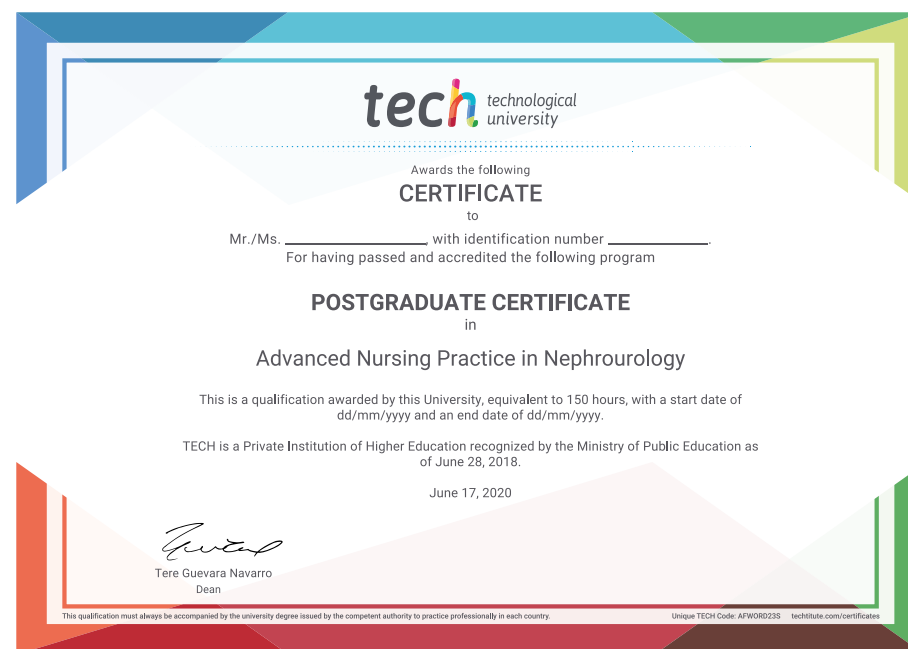 tech technological
university
Awards the following
CERTIFICATE
to
Mr./Ms. ____________, with identification number ____________.
For having passed and accredited the following program
POSTGRADUATE CERTIFICATE
in
Advanced Nursing Practice in Nephrourology
This is a qualification awarded by this University, equivalent to 150 hours, with a start date of
dd/mm/yyyy and an end date of dd/mm/yyyy.
TECH is a Private Institution of Higher Education recognized by the Ministry of Public Education as
of June 28, 2018.
June 17, 2020
Tere Guevara Navarro
Dean
This qualification must always be accompanied by the university degree issued by the competent authority to practice professionally in each country.
Unique TECH Code: AFWORD23S techtitute.com/certificates